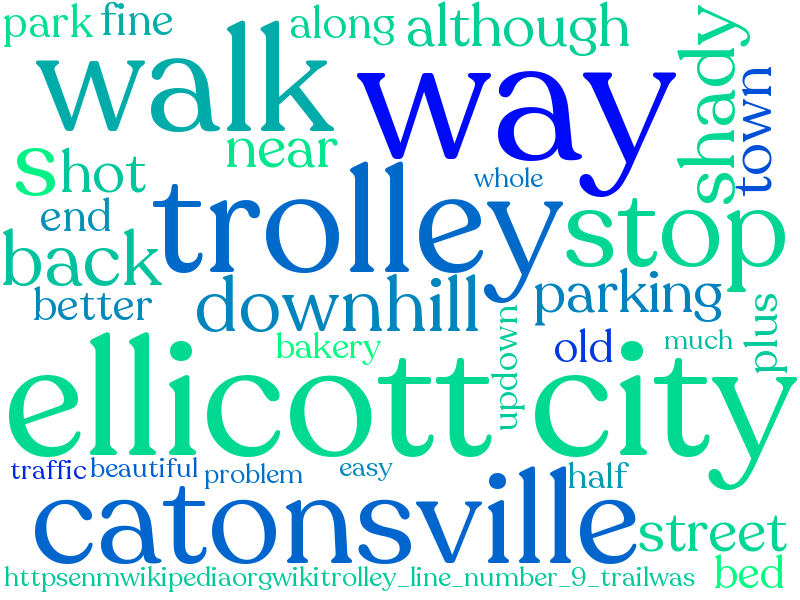 park fine along although
walk way shady town
near
s hot whole
end trolley stop
back
better downhill parking
bakery updown old much plus
ellicott city
traffic beautiful problem easy half
catonsville street
httpsenmwikipediaorgwikitrolley_line_number_9_trailwas bed